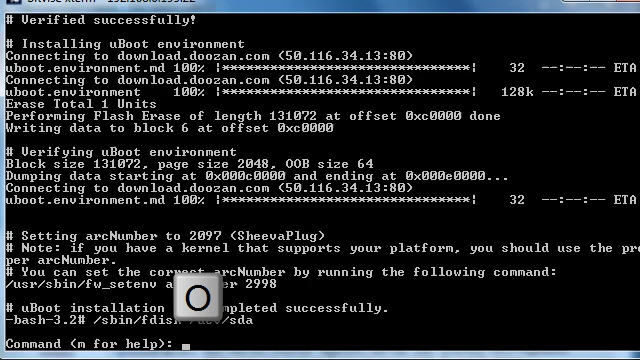 # Verified successfully!
# Installing uBoot environment
Connecting to download.doozan.com (50.116.34.13:80)
uboot.environment.md 100% |*******************************| 32 --:--:-- ETA
Connecting to download.doozan.com (50.116.34.13:80)
uboot.environment 100% |*******************************| 128k --:--:-- ETA
Erase Total 1 Units
Performing Flash Erase of length 131072 at offset 0xc0000 done
Writing data to block 6 at offset 0xc0000
# Verifying uBoot environment
Block size 131072, page size 2048, OOB size 64
Dumping data starting at 0x000c0000 and ending at 0x000e0000...
Connecting to download.doozan.com (50.116.34.13:80)
uboot.environment.md 100% |*******************************| 32 --:--:-- ETA
# Setting arcNumber to 2097 (SheevaPlug)
# Note: if you have a kernel that supports your platform, you should use the pro
per arcNumber.
# You can set the correct arcNumber by running the following command:
/usr/sbin/fw_setenv a er 2998
# uBoot installation mpleted successfully.
-bash-3.2# /sbin/fdisk /dev/sda
O
Command (m for help):